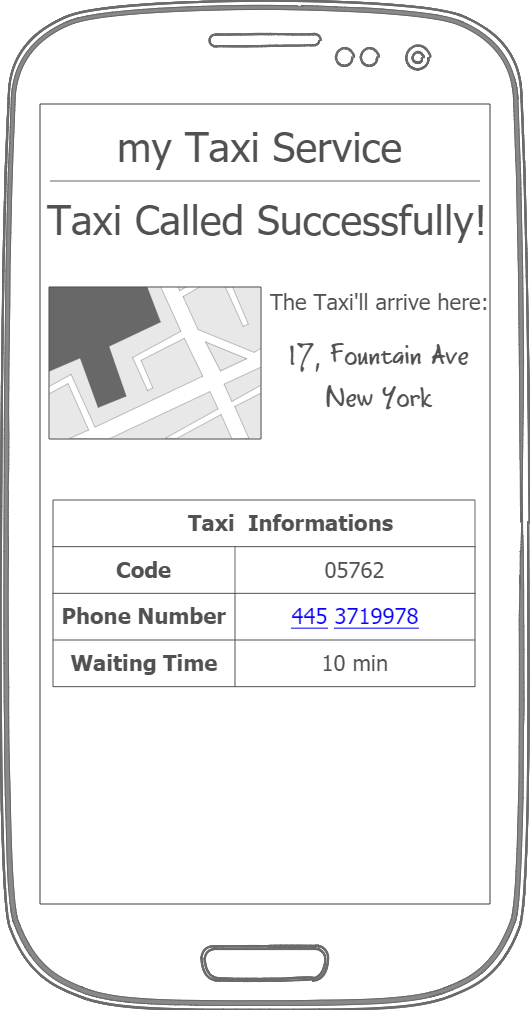 my Taxi Service
Taxi Called Successfully!
The Taxi'll arrive here:
17, Fountain Ave
New York
Taxi Informations
Code 05762
Phone Number 445 3719978
Waiting Time 10 min